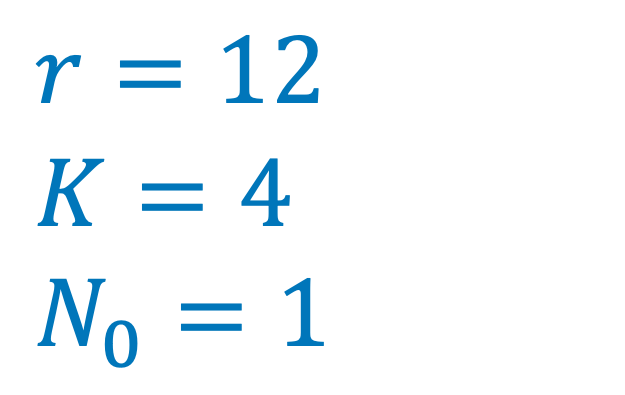 r = 12
K = 4
N₀ = 1